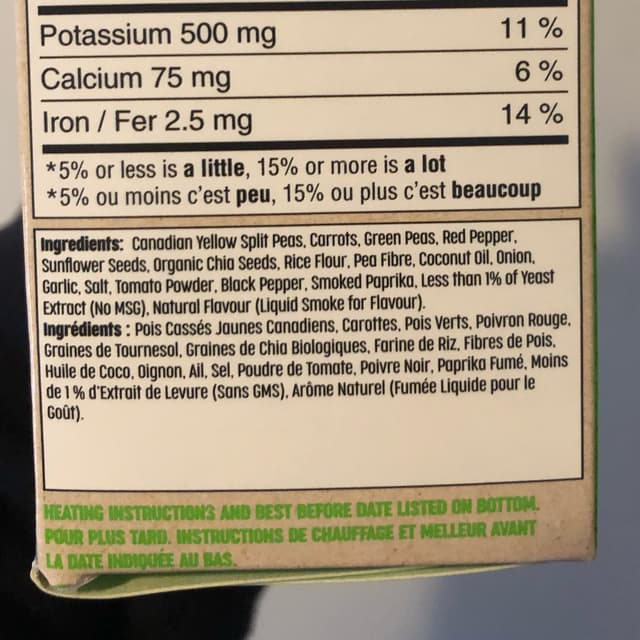 Potassium 500 mg 11 %
Calcium 75 mg 6 %
Iron / Fer 2.5 mg 14 %
*5% or less is a little, 15% or more is a lot
*5% ou moins c'est peu, 15% ou plus c'est beaucoup
Ingredients: Canadian Yellow Split Peas, Carrots, Green Peas, Red Pepper,
Sunflower Seeds, Organic Chia Seeds, Rice Flour, Pea Fibre, Coconut Oil, Onion,
Garlic, Salt, Tomato Powder, Black Pepper, Smoked Paprika, Less than 1% of Yeast
Extract (No MSG), Natural Flavour (Liquid Smoke for Flavour).
Ingrédients : Pois Cassés Jaunes Canadiens, Carottes, Pois Verts, Poivron Rouge,
Graines de Tournesol, Graines de Chia Biologiques, Farine de Riz, Fibres de Pois,
Huile de Coco, Oignon, Ail, Sel, Poudre de Tomate, Poivre Noir, Paprika Fumé, Moins
de 1 % d'Extrait de Levure (Sans GMS), Arôme Naturel (Fumée Liquide pour le
Goût).
HEATING INSTRUCTIONS AND BEST BEFORE DATE LISTED ON BOTTOM.
POUR PLUS TARD. INSTRUCTIONS DE CHAUFFAGE ET MELLEUR AVANT
LA DATE INDIQUÉE AU BAS.